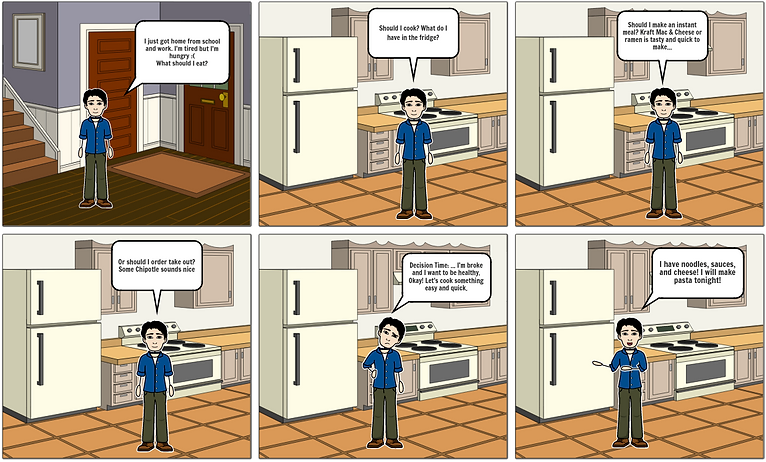 I just got home from school
and work. I'm tired but I'm
hungry :(
What should I eat?
Should I cook? What do I
have in the fridge?
Should I make an instant
meal? Kraft Mac & Cheese or
ramen is tasty and quick to
make...
Or should I order take out?
Some Chipotle sounds nice
Decision Time: ... I'm broke
and I want to be healthy.
Okay! Let's cook something
easy and quick.
I have noodles, sauces,
and cheese! I will make
pasta tonight!